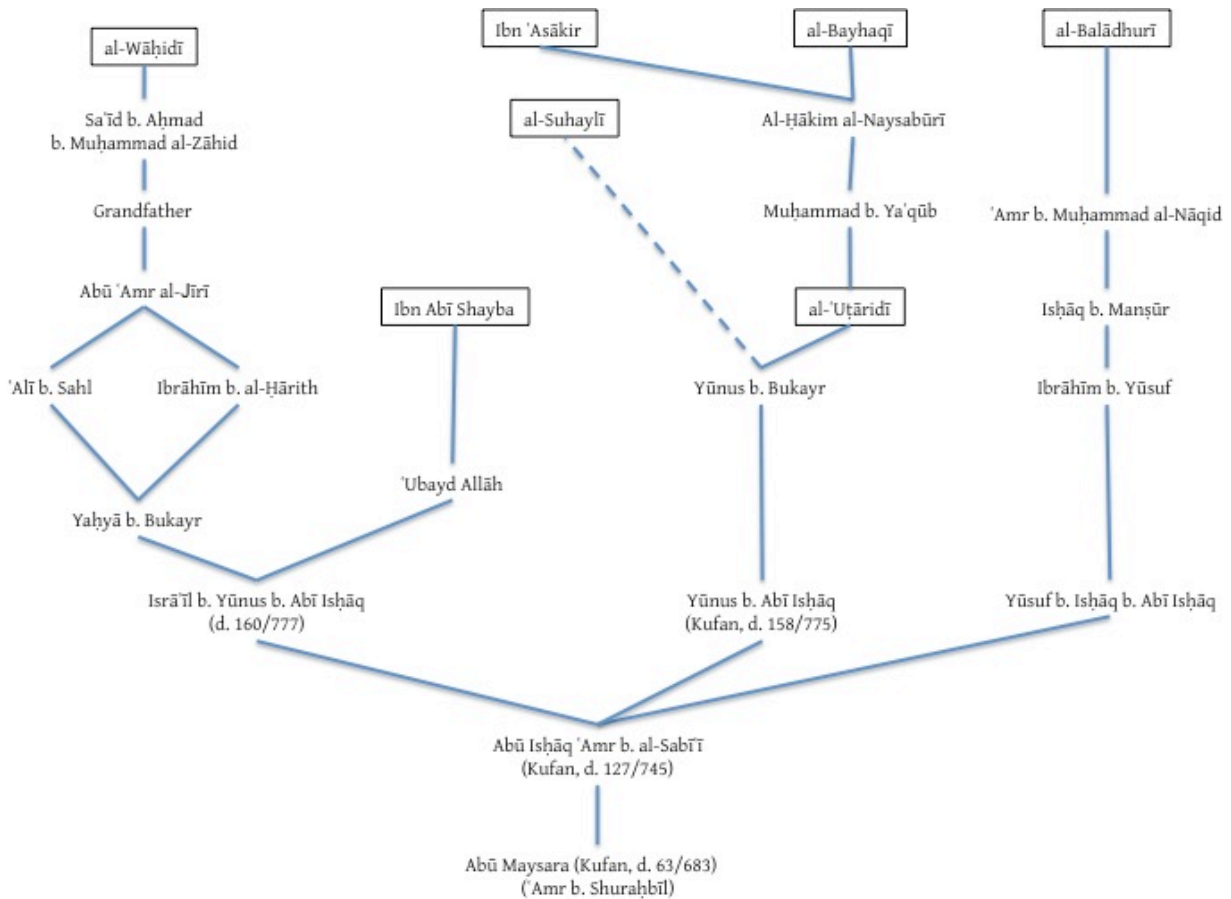 al-Wāḥidī
Ibn ʿAsākir
al-Bayhaqī
al-Balādhurī
Saʿīd b. Aḥmad
b. Muḥammad al-Zāhid
al-Suhaylī
Al-Ḥākim al-Naysabūrī
Grandfather
Muḥammad b. Yaʿqūb
ʿAmr b. Muḥammad al-Nāqid
Abū ʿAmr al-Jīrī
Ibn Abī Shayba
al-ʿUṭāridī
Isḥāq b. Manṣūr
ʿAlī b. Sahl
Ibrāhīm b. al-Ḥārith
Yūnus b. Bukayr
Ibrāhīm b. Yūsuf
ʿUbayd Allāh
Yaḥyā b. Bukayr
Isrāʾīl b. Yūnus b. Abī Isḥāq
(d. 160/777)
Yūnus b. Abī Isḥāq
(Kufan, d. 158/775)
Yūsuf b. Isḥāq b. Abī Isḥāq
Abū Isḥāq ʿAmr b. al-Sabīʿī
(Kufan, d. 127/745)
Abū Maysara (Kufan, d. 63/683)
(ʿAmr b. Shuraḥbīl)